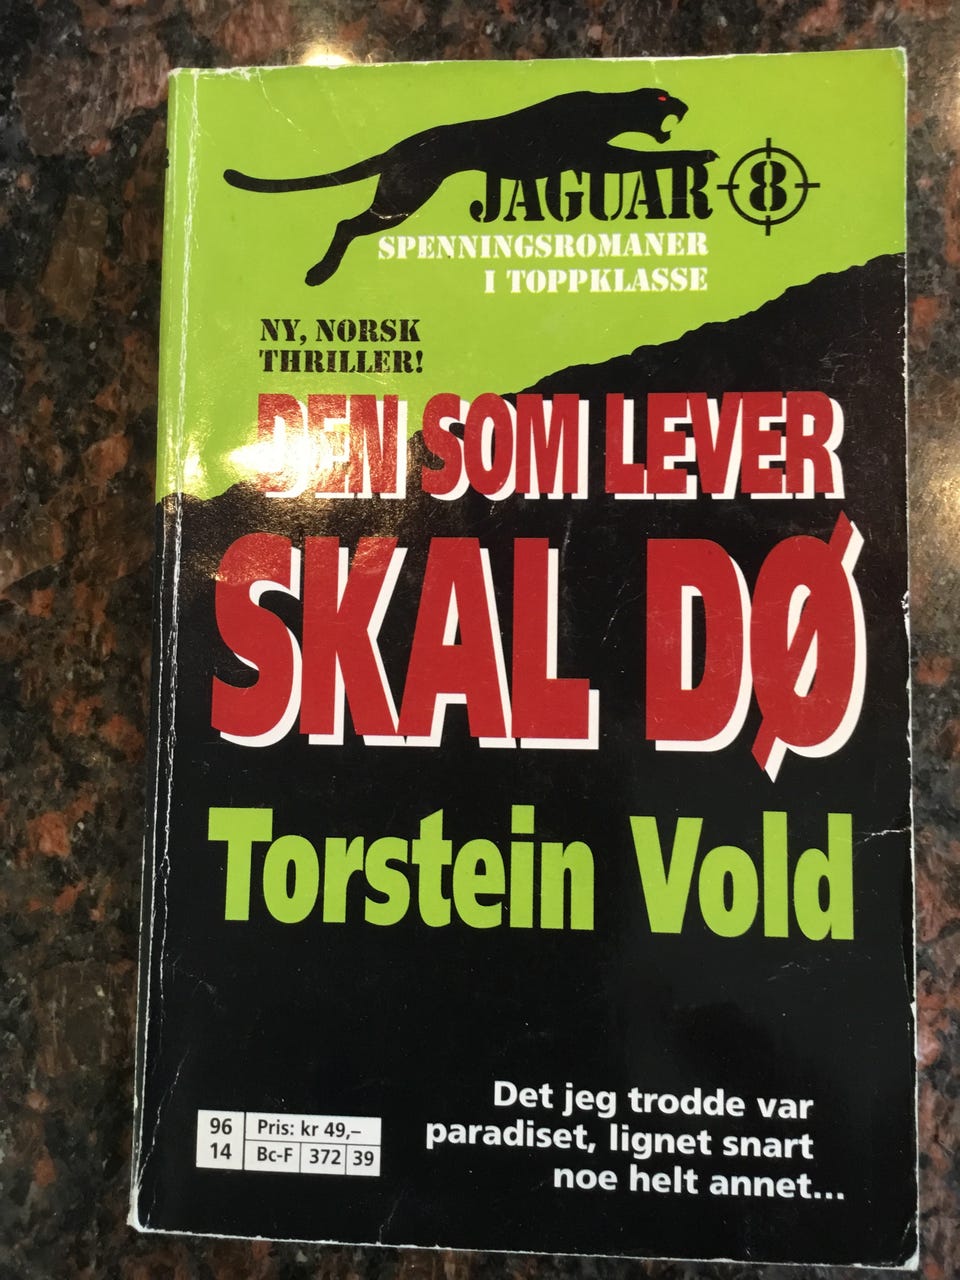 JAGUAR 8
SPENNINGSROMANER
I TOPPKLASSE
NY, NORSK
THRILLER!
DEN SOM LEVER
SKAL DØ
Torstein Vold
Det jeg trodde var
paradiset, lignet snart
noe helt annet...
96 Pris: kr 49,–
14 Bc-F 372 39